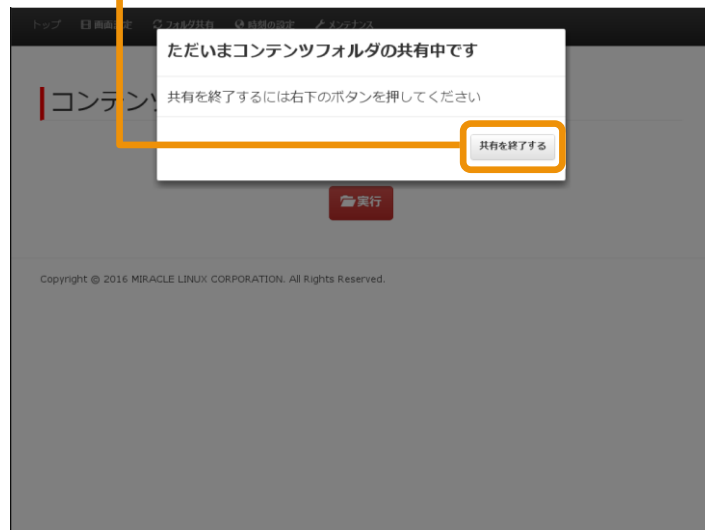 トップ 画面設定 フォルダ共有 時刻の設定 メンテナンス
ただいまコンテンツフォルダの共有中です
コンテンツ
共有を終了するには右下のボタンを押してください
共有を終了する
実行
Copyright © 2016 MIRACLE LINUX CORPORATION. All Rights Reserved.